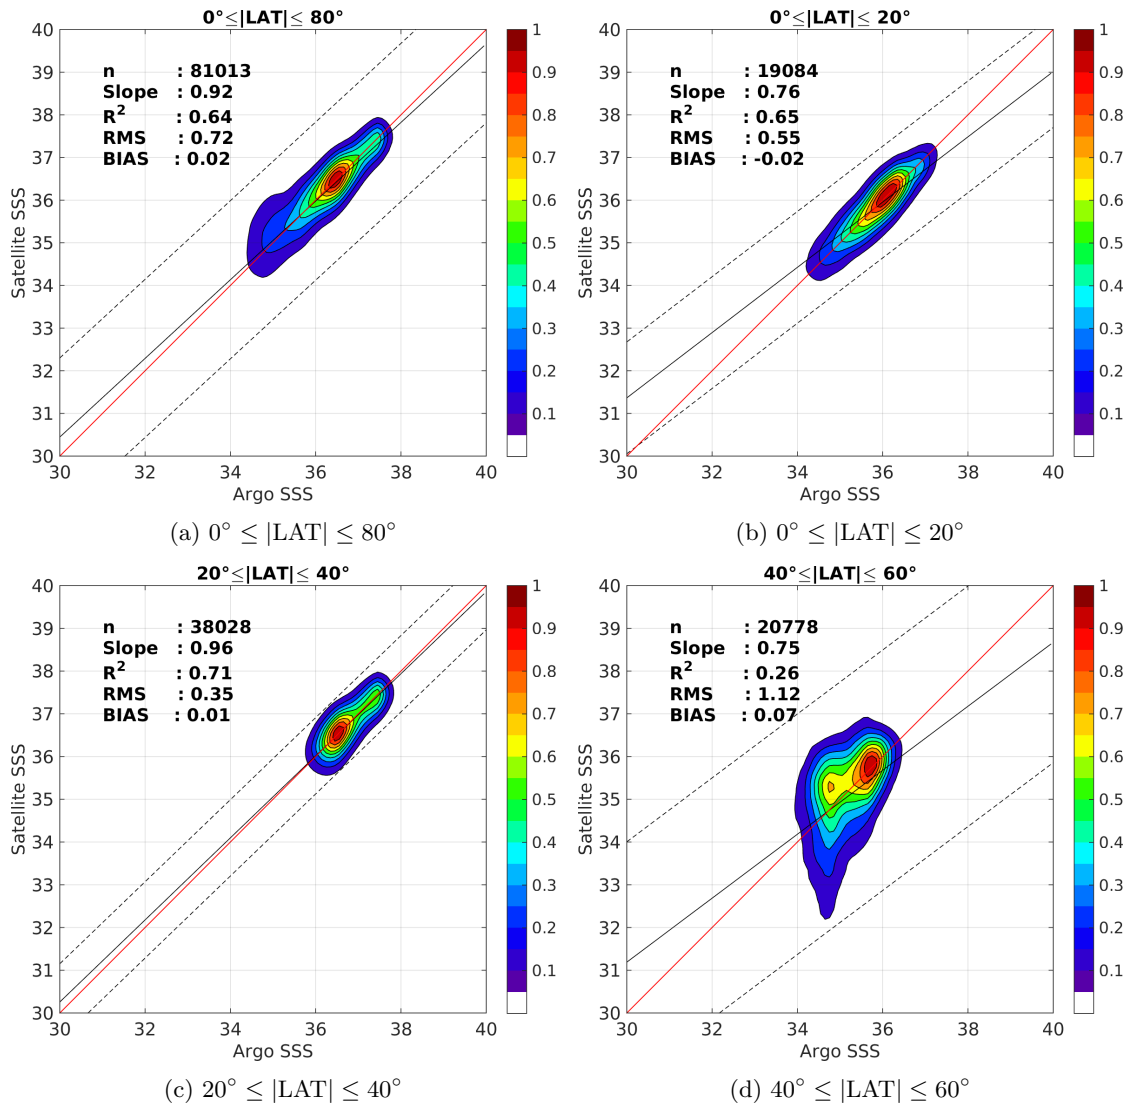 0°≤|LAT|≤ 80°
n : 81013
Slope : 0.92
R² : 0.64
RMS : 0.72
BIAS : 0.02
40
39
38
37
36
35
34
33
32
31
30
30 32 34 36 38 40
Satellite SSS
Argo SSS
1
0.9
0.8
0.7
0.6
0.5
0.4
0.3
0.2
0.1
(a) 0° ≤ |LAT| ≤ 80°
0°≤|LAT|≤ 20°
n : 19084
Slope : 0.76
R² : 0.65
RMS : 0.55
BIAS : -0.02
40
39
38
37
36
35
34
33
32
31
30
30 32 34 36 38 40
Satellite SSS
Argo SSS
1
0.9
0.8
0.7
0.6
0.5
0.4
0.3
0.2
0.1
(b) 0° ≤ |LAT| ≤ 20°
20°≤|LAT|≤ 40°
n : 38028
Slope : 0.96
R² : 0.71
RMS : 0.35
BIAS : 0.01
40
39
38
37
36
35
34
33
32
31
30
30 32 34 36 38 40
Satellite SSS
Argo SSS
1
0.9
0.8
0.7
0.6
0.5
0.4
0.3
0.2
0.1
(c) 20° ≤ |LAT| ≤ 40°
40°≤|LAT|≤ 60°
n : 20778
Slope : 0.75
R² : 0.26
RMS : 1.12
BIAS : 0.07
40
39
38
37
36
35
34
33
32
31
30
30 32 34 36 38 40
Satellite SSS
Argo SSS
1
0.9
0.8
0.7
0.6
0.5
0.4
0.3
0.2
0.1
(d) 40° ≤ |LAT| ≤ 60°